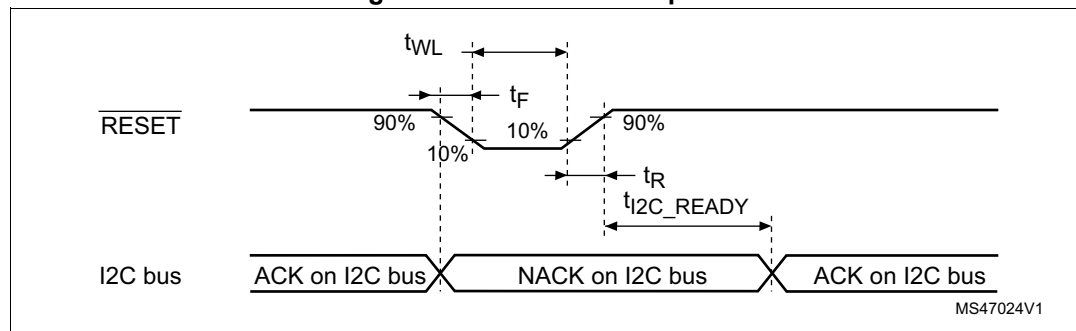 tWL
tF
RESET
90%
10%
90%
10%
tR
tI2C_READY
I2C bus
ACK on I2C bus
NACK on I2C bus
ACK on I2C bus
MS47024V1